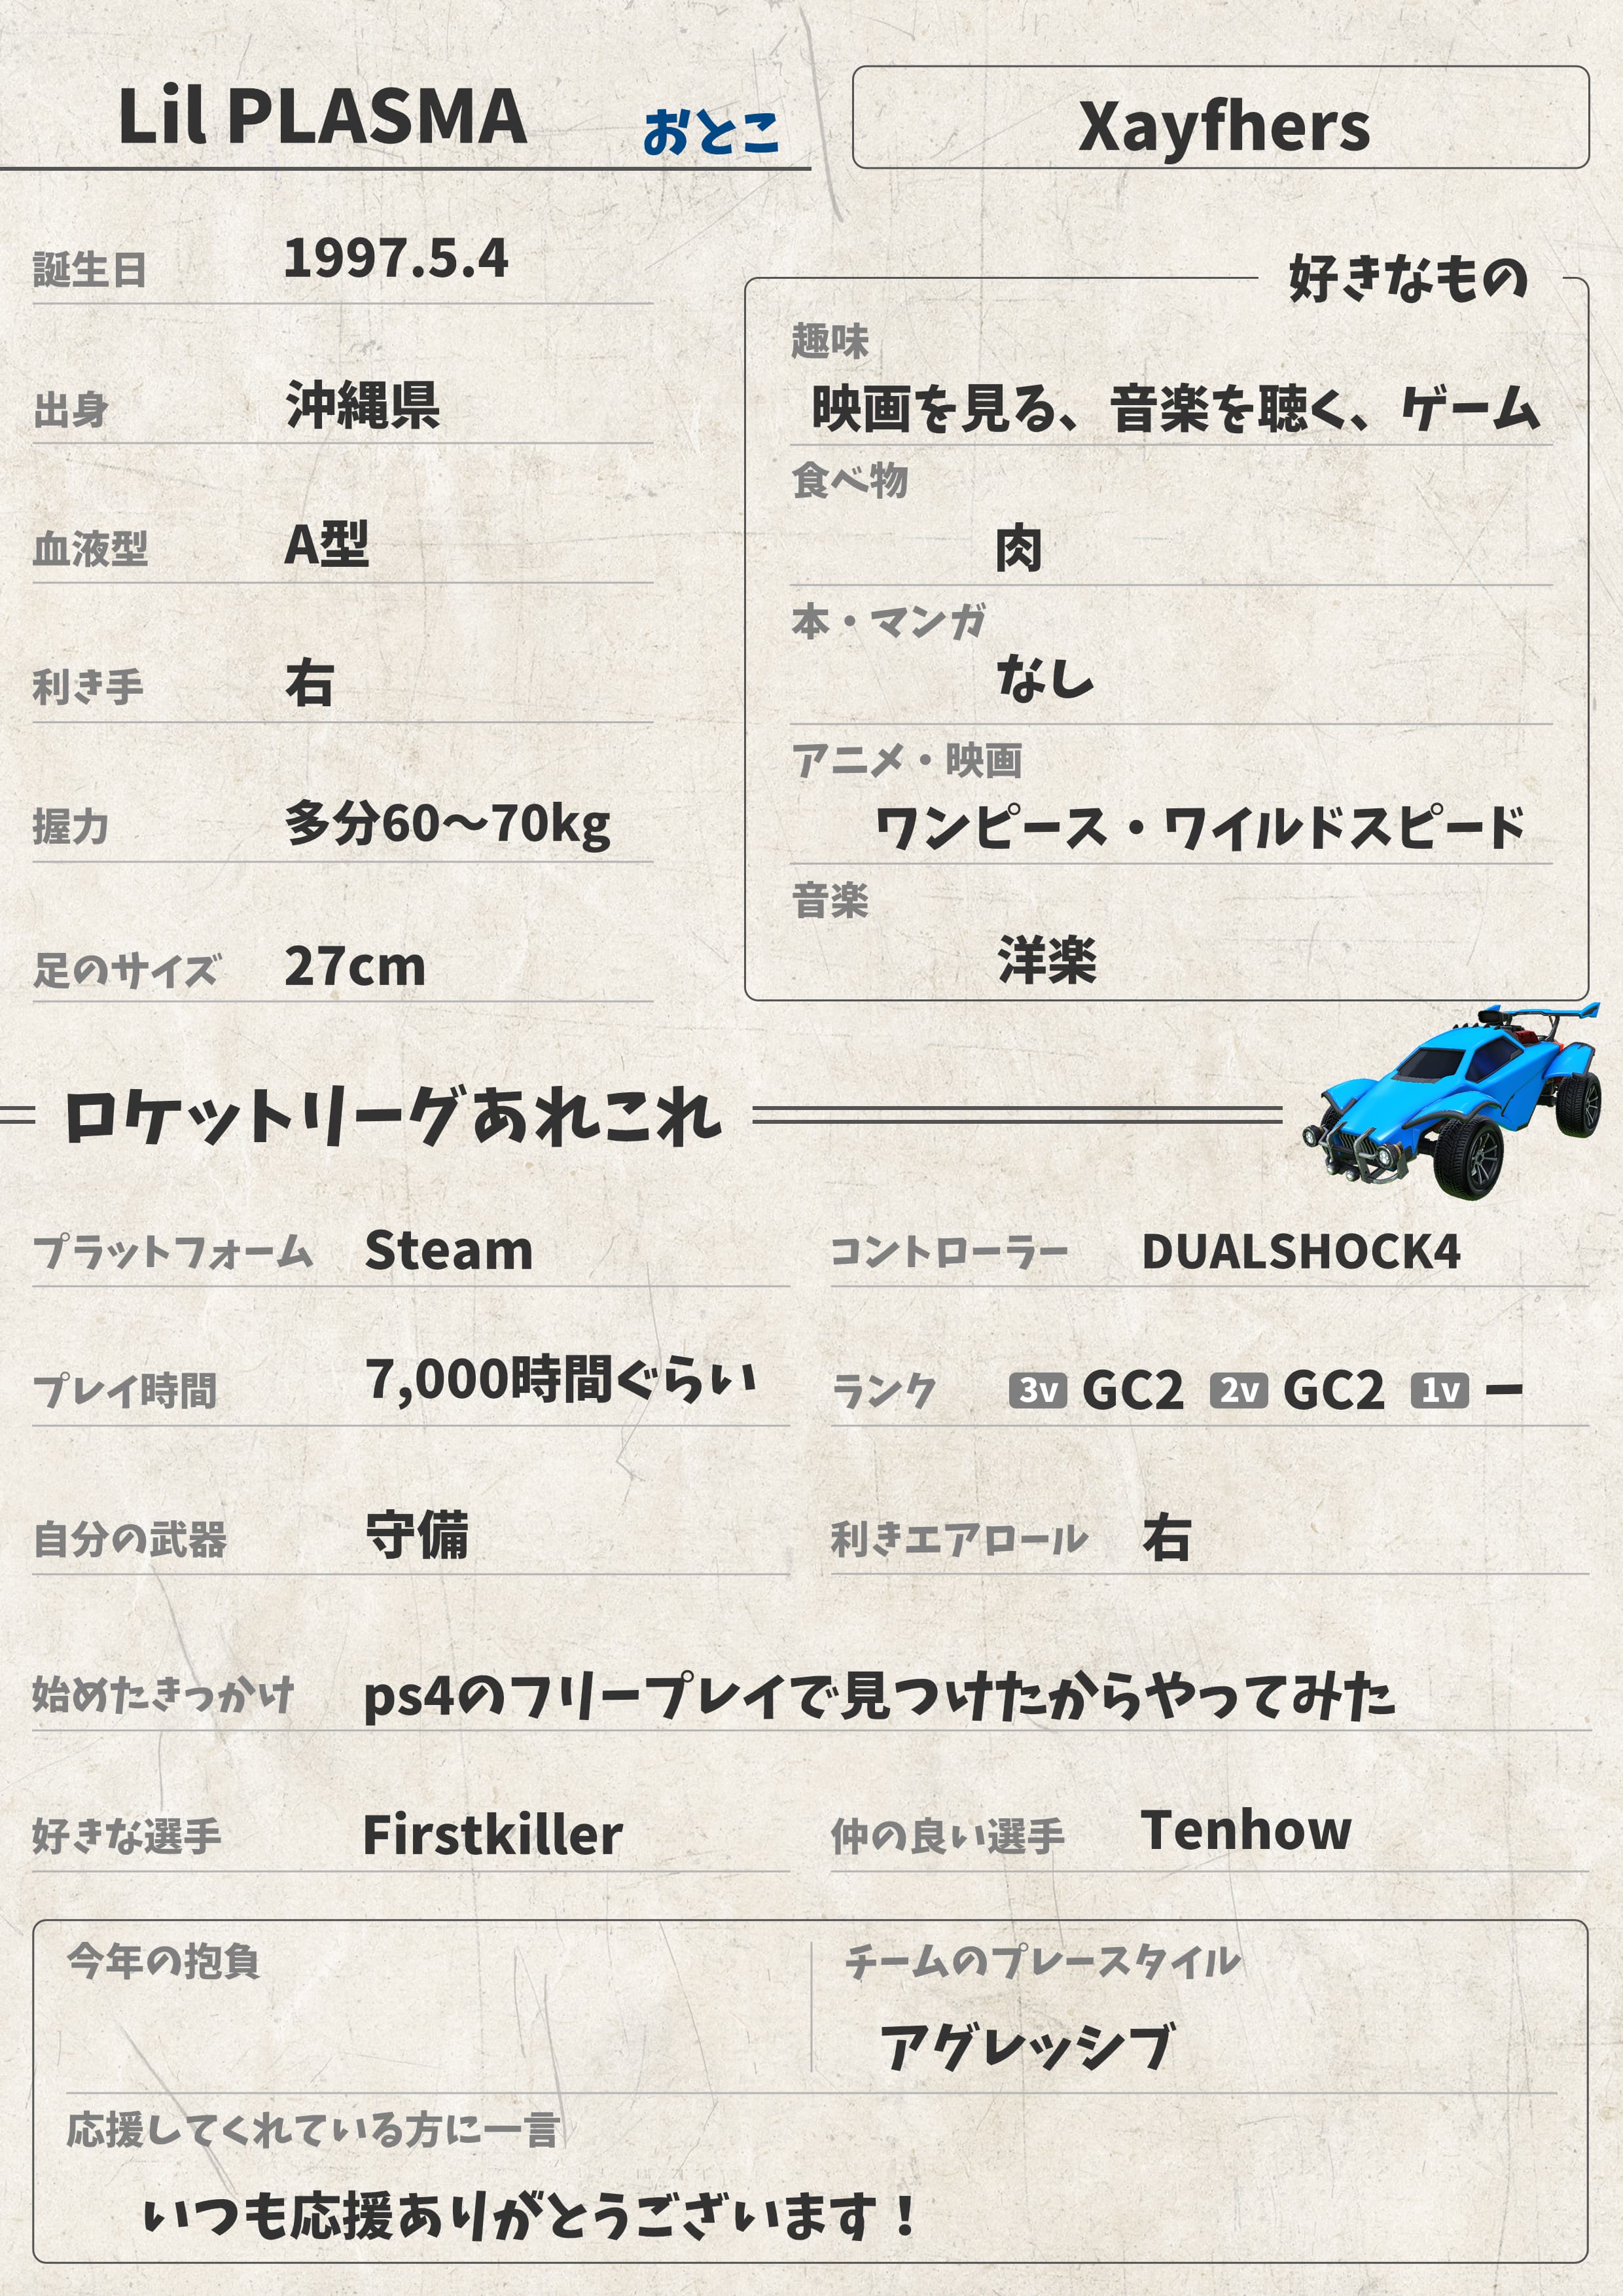 Lil PLASMA おとこ
Xayfhers
誕生日 1997.5.4
出身 沖縄県
血液型 A型
利き手 右
握力 多分60～70kg
足のサイズ 27cm
好きなもの
趣味
映画を見る、音楽を聴く、ゲーム
食べ物
肉
本・マンガ
なし
アニメ・映画
ワンピース・ワイルドスピード
音楽
洋楽
ロケットリーグあれこれ
プラットフォーム Steam
コントローラー DUALSHOCK4
プレイ時間 7,000時間ぐらい
ランク 3v GC2 2v GC2 1v ー
自分の武器 守備
利きエアロール 右
始めたきっかけ ps4のフリープレイで見つけたからやってみた
好きな選手 Firstkiller
仲の良い選手 Tenhow
今年の抱負
チームのプレースタイル
アグレッシブ
応援してくれている方に一言
いつも応援ありがとうございます！